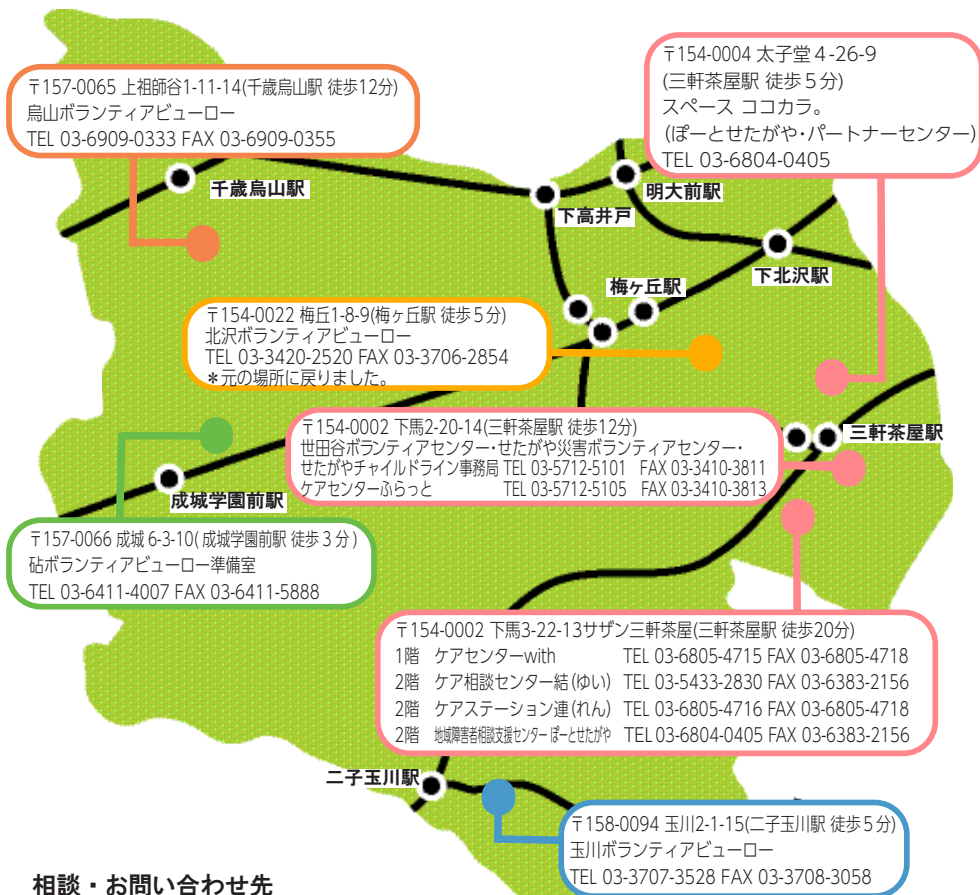 〒157-0065 上祖師谷1-11-14(千歳烏山駅 徒歩12分)
烏山ボランティアビューロー
TEL 03-6909-0333 FAX 03-6909-0355
〒154-0004 太子堂 4-26-9
(三軒茶屋駅 徒歩５分)
スペース ココカラ。
(ぽーとせたがや・パートナーセンター)
TEL 03-6804-0405
千歳烏山駅
下高井戸
明大前駅
下北沢駅
梅ヶ丘駅
〒154-0022 梅丘1-8-9(梅ヶ丘駅 徒歩５分)
北沢ボランティアビューロー
TEL 03-3420-2520 FAX 03-3706-2854
＊元の場所に戻りました。
〒154-0002 下馬2-20-14(三軒茶屋駅 徒歩12分)
世田谷ボランティアセンター・せたがや災害ボランティアセンター・
せたがやチャイルドライン事務局 TEL 03-5712-5101 FAX 03-3410-3811
ケアセンターふらっと TEL 03-5712-5105 FAX 03-3410-3813
三軒茶屋駅
成城学園前駅
〒157-0066 成城 6-3-10( 成城学園前駅 徒歩 3 分 )
砧ボランティアビューロー準備室
TEL 03-6411-4007 FAX 03-6411-5888
〒154-0002 下馬3-22-13サザン三軒茶屋(三軒茶屋駅 徒歩20分)
1階 ケアセンターwith TEL 03-6805-4715 FAX 03-6805-4718
2階 ケア相談センター結(ゆい) TEL 03-5433-2830 FAX 03-6383-2156
2階 ケアステーション連(れん) TEL 03-6805-4716 FAX 03-6805-4718
2階 地域障害者相談支援センター ぽーとせたがや TEL 03-6804-0405 FAX 03-6383-2156
二子玉川駅
〒158-0094 玉川2-1-15(二子玉川駅 徒歩５分)
玉川ボランティアビューロー
TEL 03-3707-3528 FAX 03-3708-3058
相談・お問い合わせ先